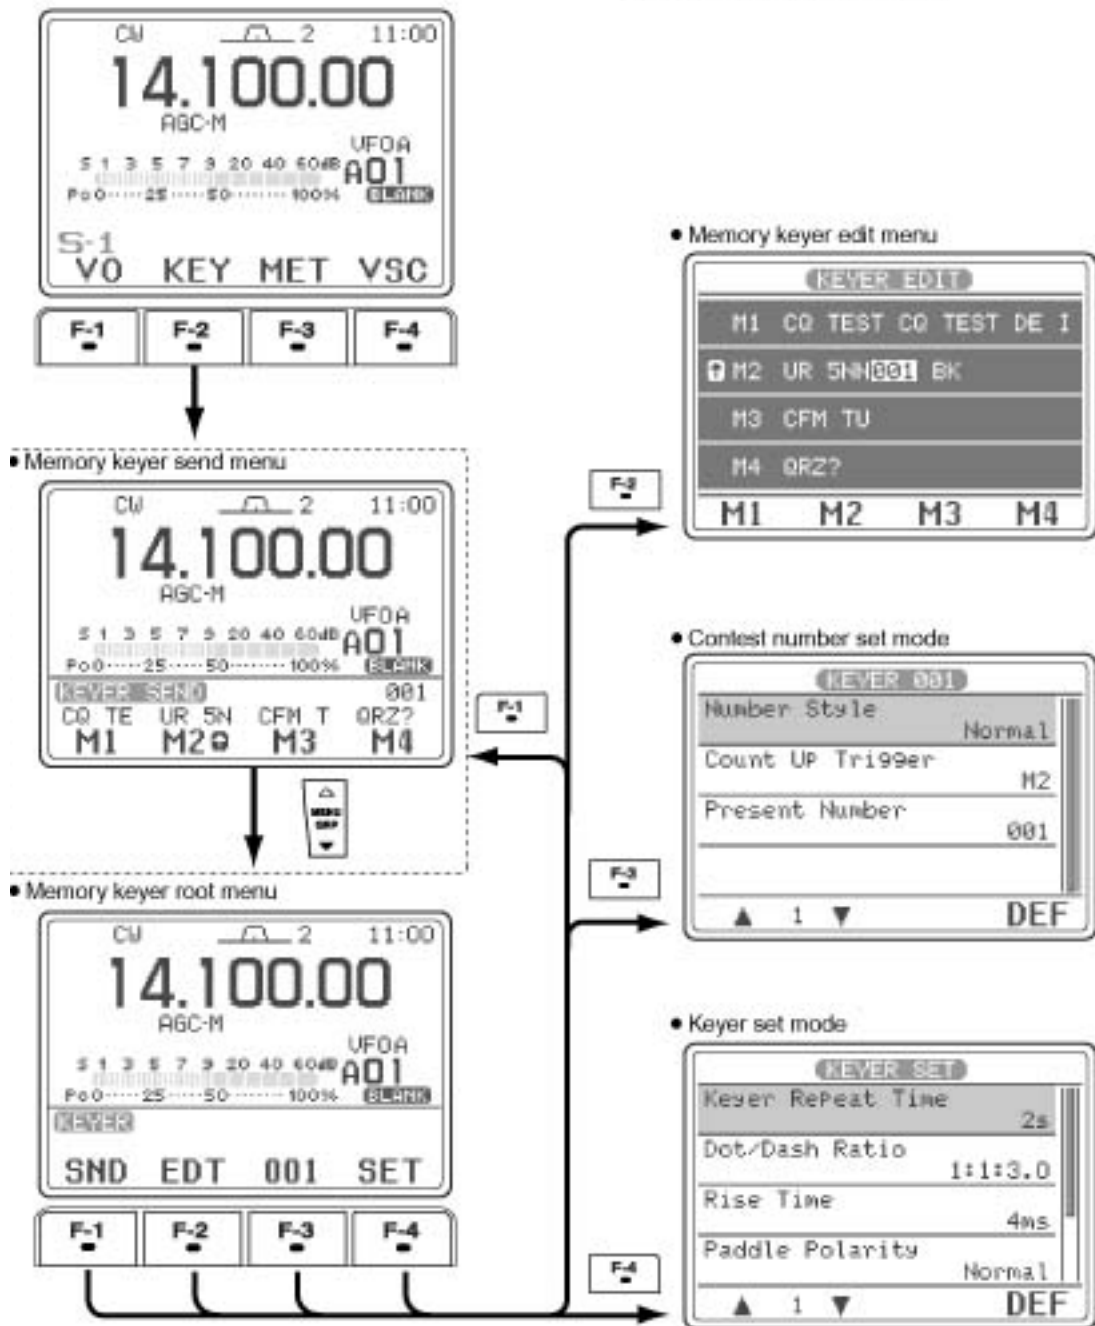 CW 2 11:00
14.100.00
AGC-M
VFOA
S 1 3 5 7 9 20 40 60dB A01
Po 0·····25·····50········100% BLANK
S-1
VO KEY MET VSC
F-1 F-2 F-3 F-4
• Memory keyer send menu
CW 2 11:00
14.100.00
AGC-M
VFOA
S 1 3 5 7 9 20 40 60dB A01
Po 0·····25·····50········100% BLANK
KEYER SEND 001
CQ TE UR 5N CFM T QRZ?
M1 M2 M3 M4
MENU
• Memory keyer root menu
CW 2 11:00
14.100.00
AGC-M
VFOA
S 1 3 5 7 9 20 40 60dB A01
Po 0·····25·····50········100% BLANK
KEYER
SND EDT 001 SET
F-1 F-2 F-3 F-4
F-1
• Memory keyer edit menu
KEYER EDIT
M1 CQ TEST CQ TEST DE I
↑ M2 UR 5NN001 BK
M3 CFM TU
M4 QRZ?
M1 M2 M3 M4
F-2
• Contest number set mode
KEYER 001
Number Style
Normal
Count Up Trigger
M2
Present Number
001
▲ 1 ▼ DEF
F-3
• Keyer set mode
KEYER SET
Keyer Repeat Time
2s
Dot/Dash Ratio
1:1:3.0
Rise Time
4ms
Paddle Polarity
Normal
▲ 1 ▼ DEF
F-4